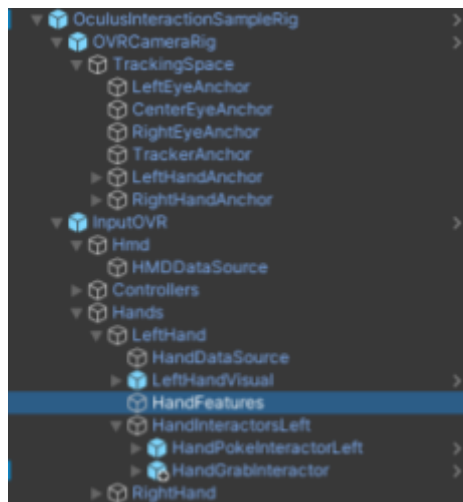 OculusInteractionSampleRig
OVRCameraRig
TrackingSpace
LeftEyeAnchor
CenterEyeAnchor
RightEyeAnchor
TrackerAnchor
LeftHandAnchor
RightHandAnchor
InputOVR
Hmd
HMDDataSource
Controllers
Hands
LeftHand
HandDataSource
LeftHandVisual
HandFeatures
HandInteractorsLeft
HandPokeInteractorLeft
HandGrabInteractor
RightHand